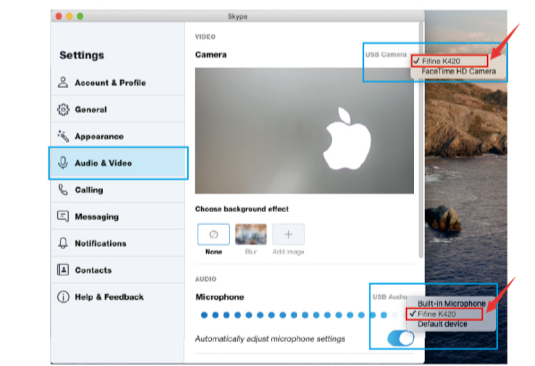 Skype
Settings
Account & Profile
General
Appearance
Audio & Video
Calling
Messaging
Notifications
Contacts
Help & Feedback
VIDEO
Camera
USB Camera
✓ Fifine K420
FaceTime HD Camera
Choose background effect
None
Blur
Add image
AUDIO
Microphone
USB Audio
Built-in Microphone
✓ Fifine K420
Default device
Automatically adjust microphone settings